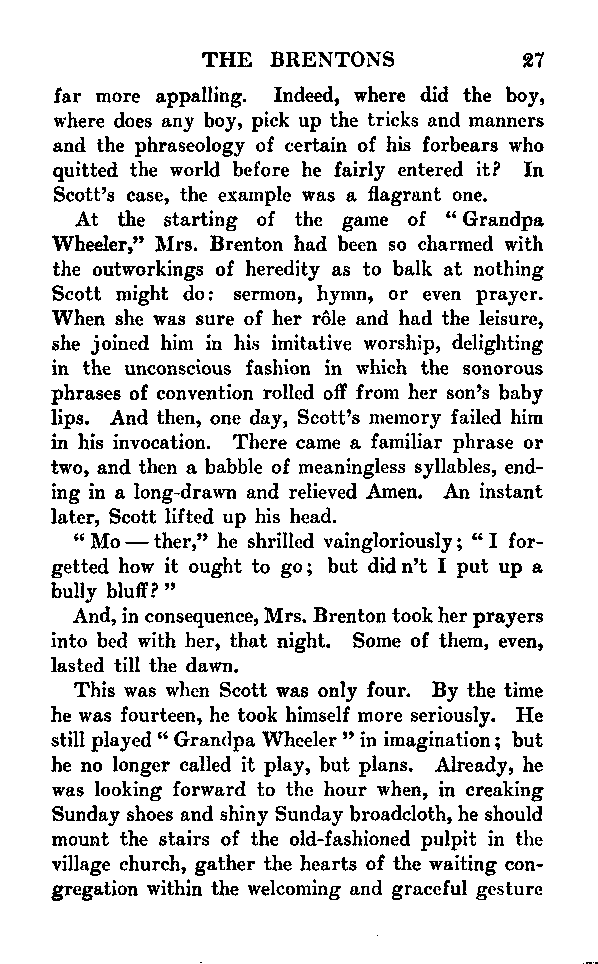 THE BRENTONS 27
far more appalling. Indeed, where did the boy,
where does any boy, pick up the tricks and manners
and the phraseology of certain of his forbears who
quitted the world before he fairly entered it? In
Scott's case, the example was a flagrant one.
At the starting of the game of “ Grandpa
Wheeler,” Mrs. Brenton had been so charmed with
the outworkings of heredity as to balk at nothing
Scott might do: sermon, hymn, or even prayer.
When she was sure of her rôle and had the leisure,
she joined him in his imitative worship, delighting
in the unconscious fashion in which the sonorous
phrases of convention rolled off from her son's baby
lips. And then, one day, Scott's memory failed him
in his invocation. There came a familiar phrase or
two, and then a babble of meaningless syllables, end-
ing in a long-drawn and relieved Amen. An instant
later, Scott lifted up his head.
“ Mo — ther,” he shrilled vaingloriously; “ I for-
getted how it ought to go; but did n't I put up a
bully bluff? ”
And, in consequence, Mrs. Brenton took her prayers
into bed with her, that night. Some of them, even,
lasted till the dawn.
This was when Scott was only four. By the time
he was fourteen, he took himself more seriously. He
still played “ Grandpa Wheeler ” in imagination; but
he no longer called it play, but plans. Already, he
was looking forward to the hour when, in creaking
Sunday shoes and shiny Sunday broadcloth, he should
mount the stairs of the old-fashioned pulpit in the
village church, gather the hearts of the waiting con-
gregation within the welcoming and graceful gesture